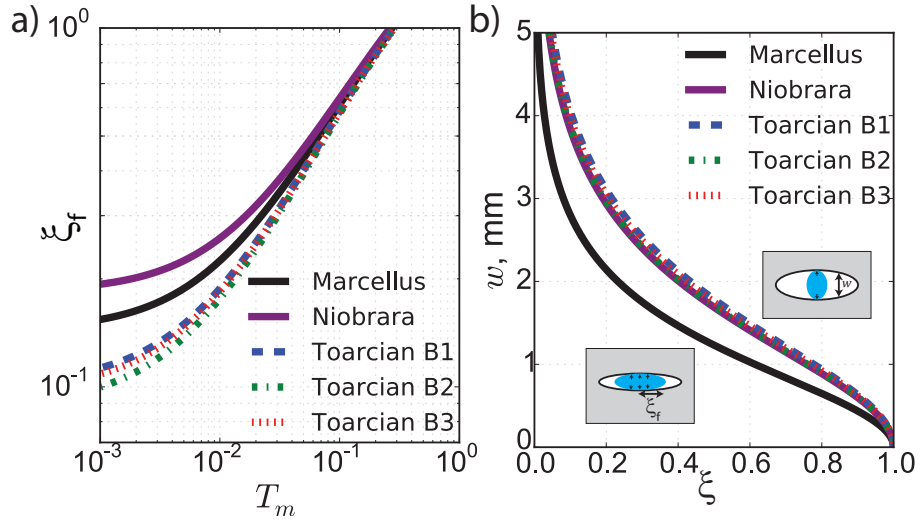 a)
10^0
10^-1
ξ_f
Marcellus
Niobrara
Toarcian B1
Toarcian B2
Toarcian B3
10^-3 10^-2 10^-1 10^0
T_m
b)
5
4
3
2
1
0
w, mm
Marcellus
Niobrara
Toarcian B1
Toarcian B2
Toarcian B3
w
ξ_f
0.0 0.2 0.4 0.6 0.8 1.0
ξ